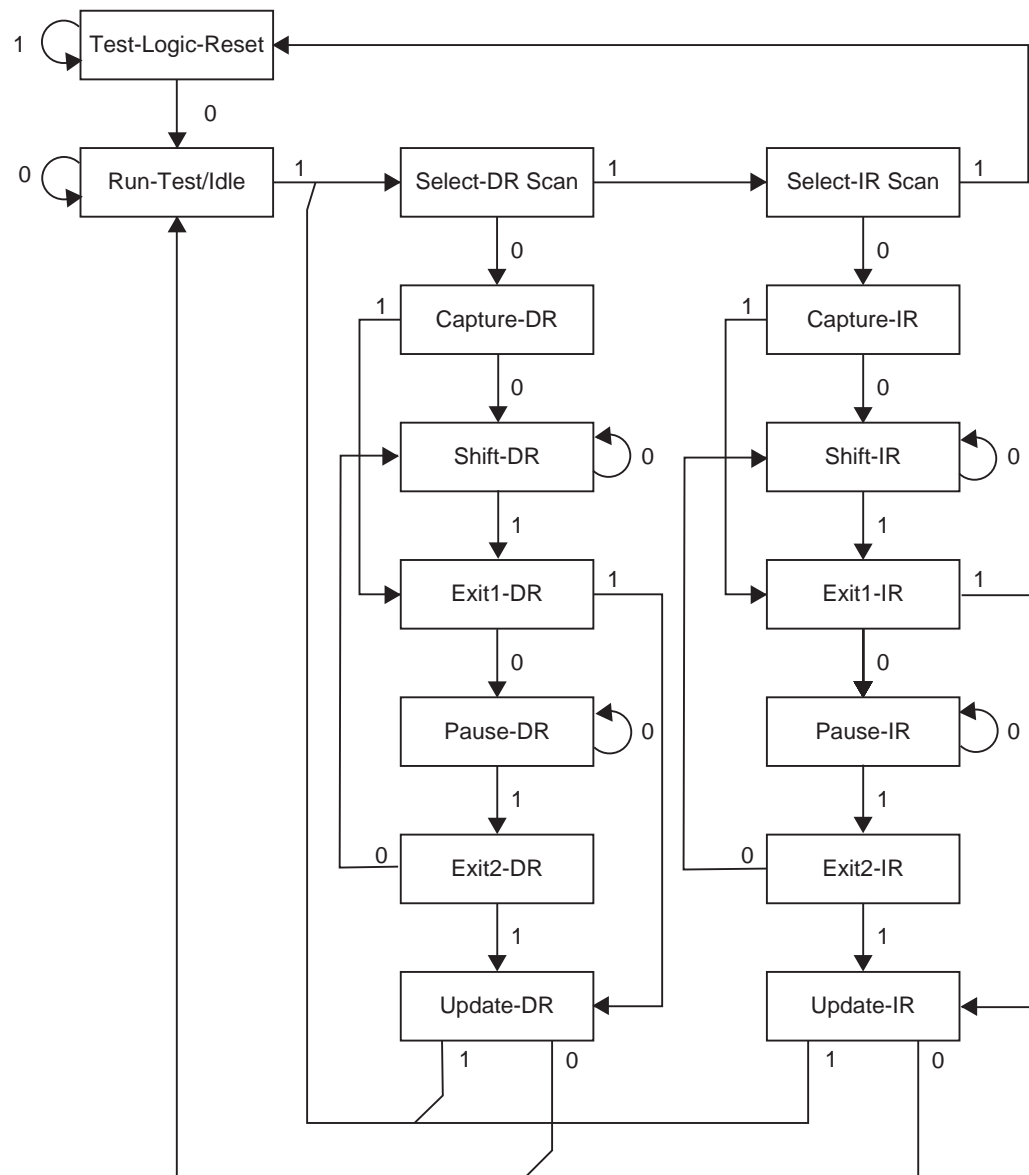 Test-Logic-Reset
1
0
Run-Test/Idle
0
1
Select-DR Scan
1
Select-IR Scan
1
0
0
Capture-DR
1
Capture-IR
1
0
0
Shift-DR
0
Shift-IR
0
1
1
Exit1-DR
1
Exit1-IR
1
0
0
Pause-DR
0
Pause-IR
0
1
1
Exit2-DR
0
Exit2-IR
0
1
1
Update-DR
Update-IR
1
0
1
0